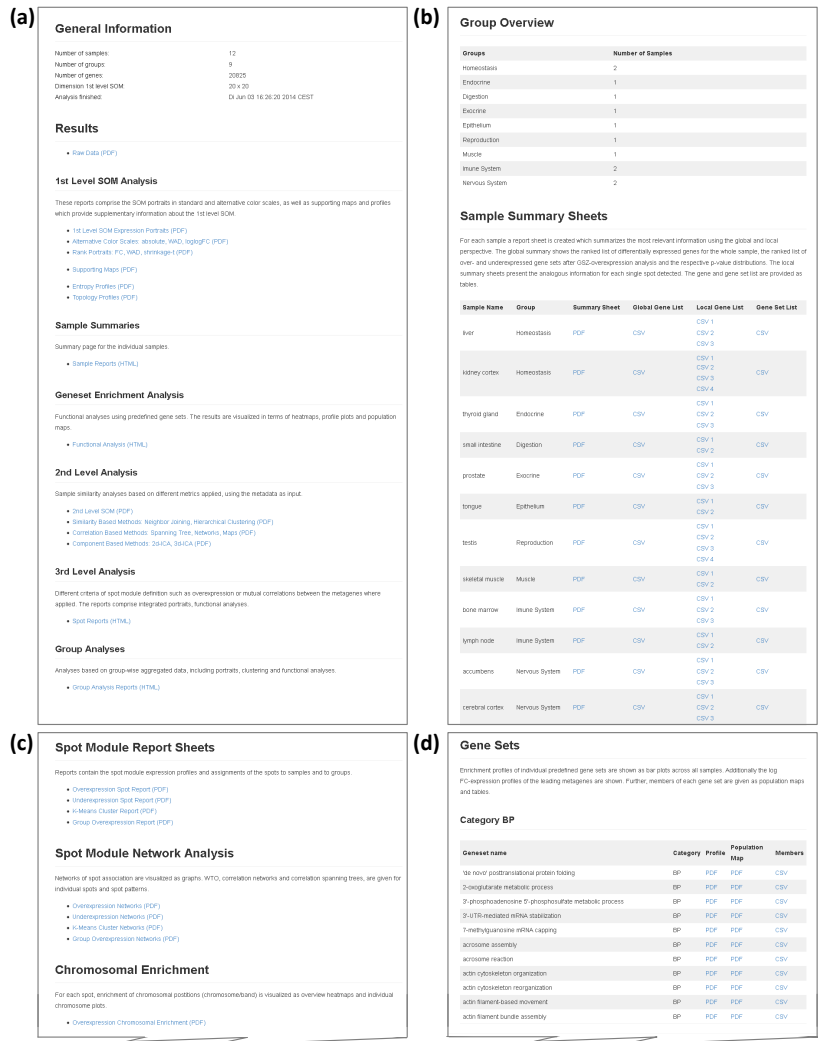 (a)
General Information
Number of samples: 12
Number of groups: 9
Number of genes: 20825
Dimension 1st level SOM 20 x 20
Analysis finished: Di Jun 03 16:26:20 2014 CEST
Results
• Raw Data (PDF)
1st Level SOM Analysis
These reports comprise the SOM portraits in standard and alternative color scales, as well as supporting maps and profiles
which provide supplementary information about the 1st level SOM.
• 1st Level SOM Expression Portraits (PDF)
• Alternative Color Scales: absolute, WAD, loglogFC (PDF)
• Rank Portraits: FC, WAD, shrinkage-t (PDF)
• Supporting Maps (PDF)
• Entropy Profiles (PDF)
• Topology Profiles (PDF)
Sample Summaries
Summary page for the individual samples.
• Sample Reports (HTML)
Geneset Enrichment Analysis
Functional analyses using predefined gene sets. The results are visualized in terms of heatmaps, profile plots and population
maps.
• Functional Analysis (HTML)
2nd Level Analysis
Sample similarity analyses based on different metrics applied, using the metadata as input.
• 2nd Level SOM (PDF)
• Similarity Based Methods: Neighbor Joining, Hierarchical Clustering (PDF)
• Correlation Based Methods: Spanning Tree, Networks, Maps (PDF)
• Component Based Methods: 2d-ICA, 3d-ICA (PDF)
3rd Level Analysis
Different criteria of spot module definition such as overexpression or mutual correlations between the metagenes where
applied. The reports comprise integrated portraits, functional analyses.
• Spot Reports (HTML)
Group Analyses
Analyses based on group-wise aggregated data, including portraits, clustering and functional analyses.
• Group Analysis Reports (HTML)
(b)
Group Overview
Groups Number of Samples
Homeostasis 2
Endocrine 1
Digestion 1
Exocrine 1
Epithelium 1
Reproduction 1
Muscle 1
Imune System 2
Nervous System 2
Sample Summary Sheets
For each sample a report sheet is created which summarizes the most relevant information using the global and local
perspective. The global summary shows the ranked list of differentially expressed genes for the whole sample, the ranked list of
over- and underexpressed gene sets after GSZ-overexpression analysis and the respective p-value distributions. The local
summary sheets present the analogous information for each single spot detected. The gene and gene set list are provided as
tables.
Sample Name Group Summary Sheet Global Gene List Local Gene List Gene Set List
CSV 1
liver Homeostasis PDF CSV CSV 2 CSV
CSV 3
CSV 1
CSV 2
kidney cortex Homeostasis PDF CSV CSV 3 CSV
CSV 4
CSV 1
thyroid gland Endocrine PDF CSV CSV 2 CSV
CSV 3
small intestine Digestion PDF CSV CSV 1 CSV
CSV 2
CSV 1
prostate Exocrine PDF CSV CSV 2 CSV
CSV 3
tongue Epithelium PDF CSV CSV 1 CSV
CSV 2
CSV 1
CSV 2
testis Reproduction PDF CSV CSV 3 CSV
CSV 4
skeletal muscle Muscle PDF CSV CSV 1 CSV
CSV 2
CSV 1
bone marrow Imune System PDF CSV CSV 2 CSV
CSV 3
lymph node Imune System PDF CSV CSV 1 CSV
CSV 2
CSV 1
accumbens Nervous System PDF CSV CSV 2 CSV
CSV 3
CSV 1
cerebral cortex Nervous System PDF CSV CSV 2 CSV
CSV 3
(c)
Spot Module Report Sheets
Reports contain the spot module expression profiles and assignments of the spots to samples and to groups.
• Overexpression Spot Report (PDF)
• Underexpression Spot Report (PDF)
• K-Means Cluster Report (PDF)
• Group Overexpression Report (PDF)
Spot Module Network Analysis
Networks of spot association are visualized as graphs. WTO, correlation networks and correlation spanning trees, are given for
individual spots and spot patterns.
• Overexpression Networks (PDF)
• Underexpression Networks (PDF)
• K-Means Cluster Networks (PDF)
• Group Overexpression Networks (PDF)
Chromosomal Enrichment
For each spot, enrichment of chromosomal postitions (chromosome/band) is visualized as overview heatmaps and individual
chromosome plots.
• Overexpression Chromosomal Enrichment (PDF)
(d)
Gene Sets
Enrichment profiles of individual predefined gene sets are shown as bar plots across all samples. Additionally the log
FC-expression profiles of the leading metagenes are shown. Further, members of each gene set are given as population maps
and tables.
Category BP
Geneset name Category Profile Population Map Members
'de novo' posttranslational protein folding BP PDF PDF CSV
2-oxoglutarate metabolic process BP PDF PDF CSV
3'-phosphoadenosine 5'-phosphosulfate metabolic process BP PDF PDF CSV
3'-UTR-mediated mRNA stabilization BP PDF PDF CSV
7-methylguanosine mRNA capping BP PDF PDF CSV
acrosome assembly BP PDF PDF CSV
acrosome reaction BP PDF PDF CSV
actin cytoskeleton organization BP PDF PDF CSV
actin cytoskeleton reorganization BP PDF PDF CSV
actin filament-based movement BP PDF PDF CSV
actin filament bundle assembly BP PDF PDF CSV